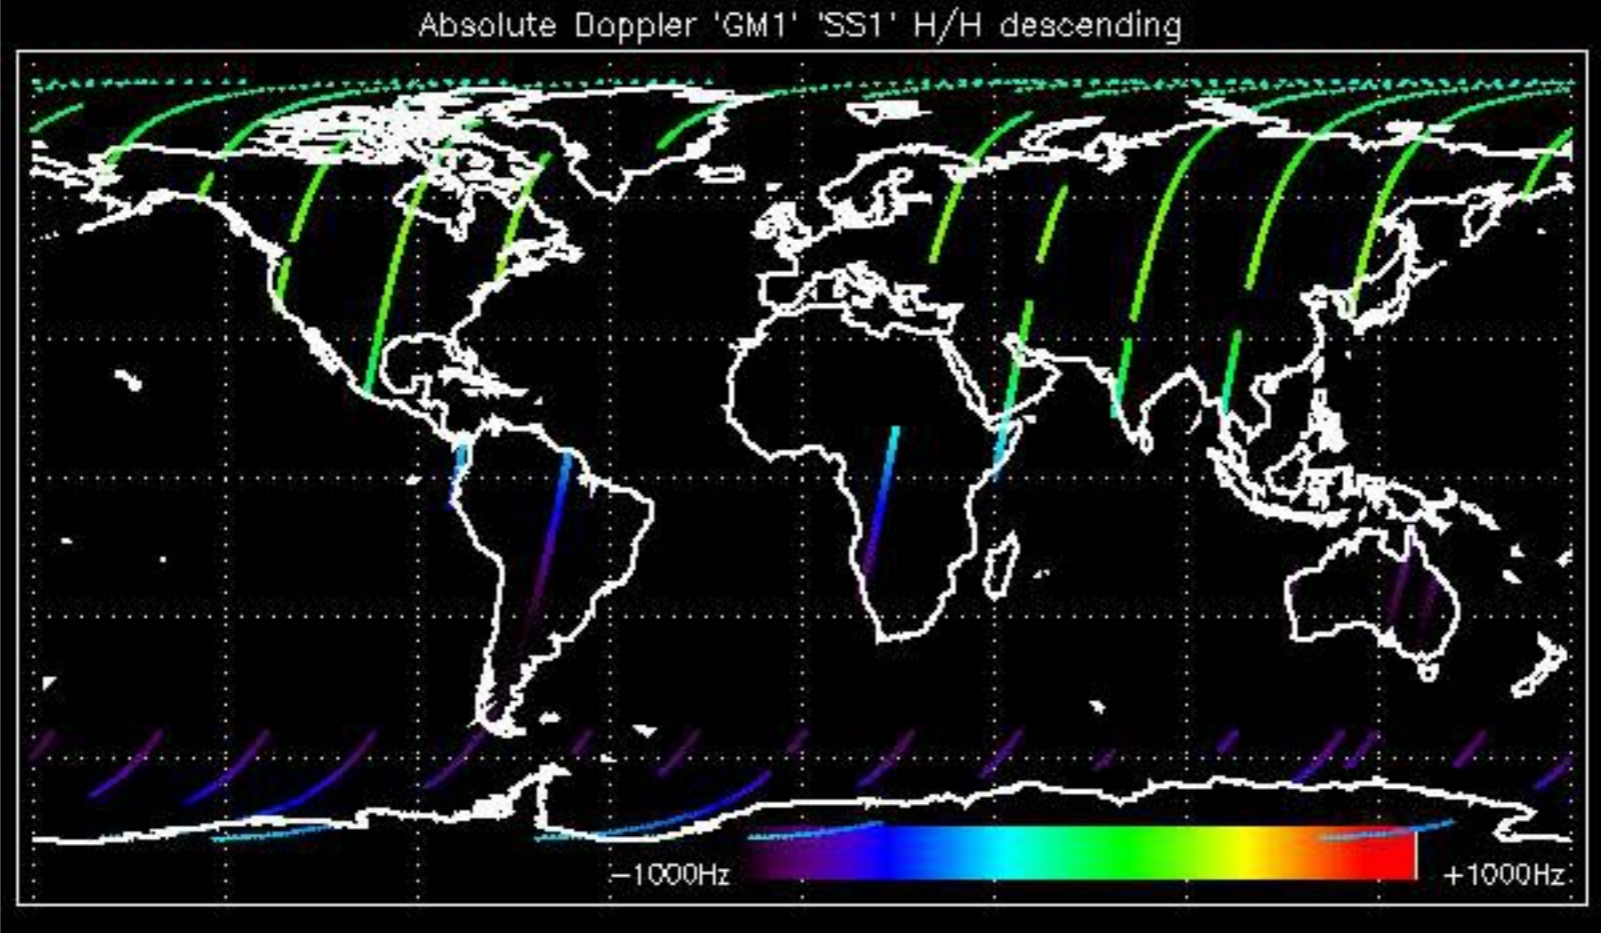 Absolute Doppler 'GM1' 'SS1' H/H descending
−1000Hz
+1000Hz